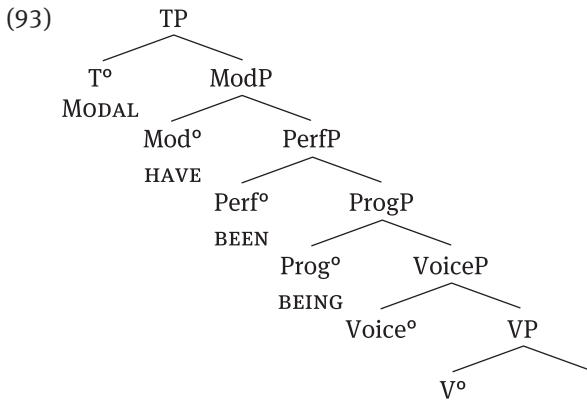 (93) TP
T° ModP
MODAL
Mod° PerfP
HAVE
Perf° ProgP
BEEN
Prog° VoiceP
BEING
Voice° VP
V°